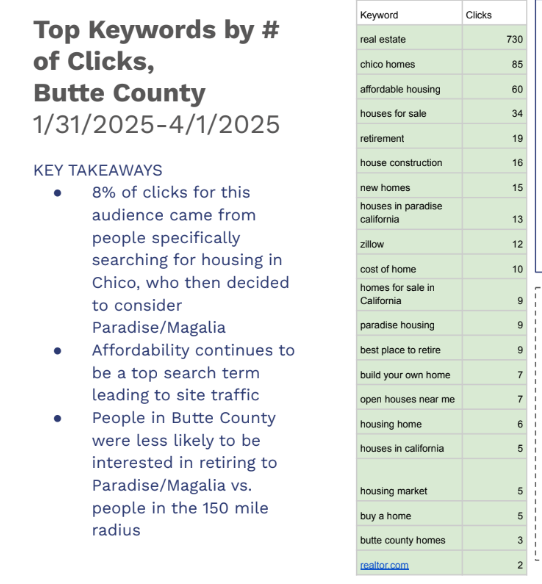 Top Keywords by #
of Clicks,
Butte County
1/31/2025-4/1/2025
KEY TAKEAWAYS
● 8% of clicks for this
audience came from
people specifically
searching for housing in
Chico, who then decided
to consider
Paradise/Magalia
● Affordability continues to
be a top search term
leading to site traffic
● People in Butte County
were less likely to be
interested in retiring to
Paradise/Magalia vs.
people in the 150 mile
radius
Keyword Clicks
real estate 730
chico homes 85
affordable housing 60
houses for sale 34
retirement 19
house construction 16
new homes 15
houses in paradise
california 13
zillow 12
cost of home 10
homes for sale in
California 9
paradise housing 9
best place to retire 9
build your own home 7
open houses near me 7
housing home 6
houses in california 5
housing market 5
buy a home 5
butte county homes 3
realtor.com 2